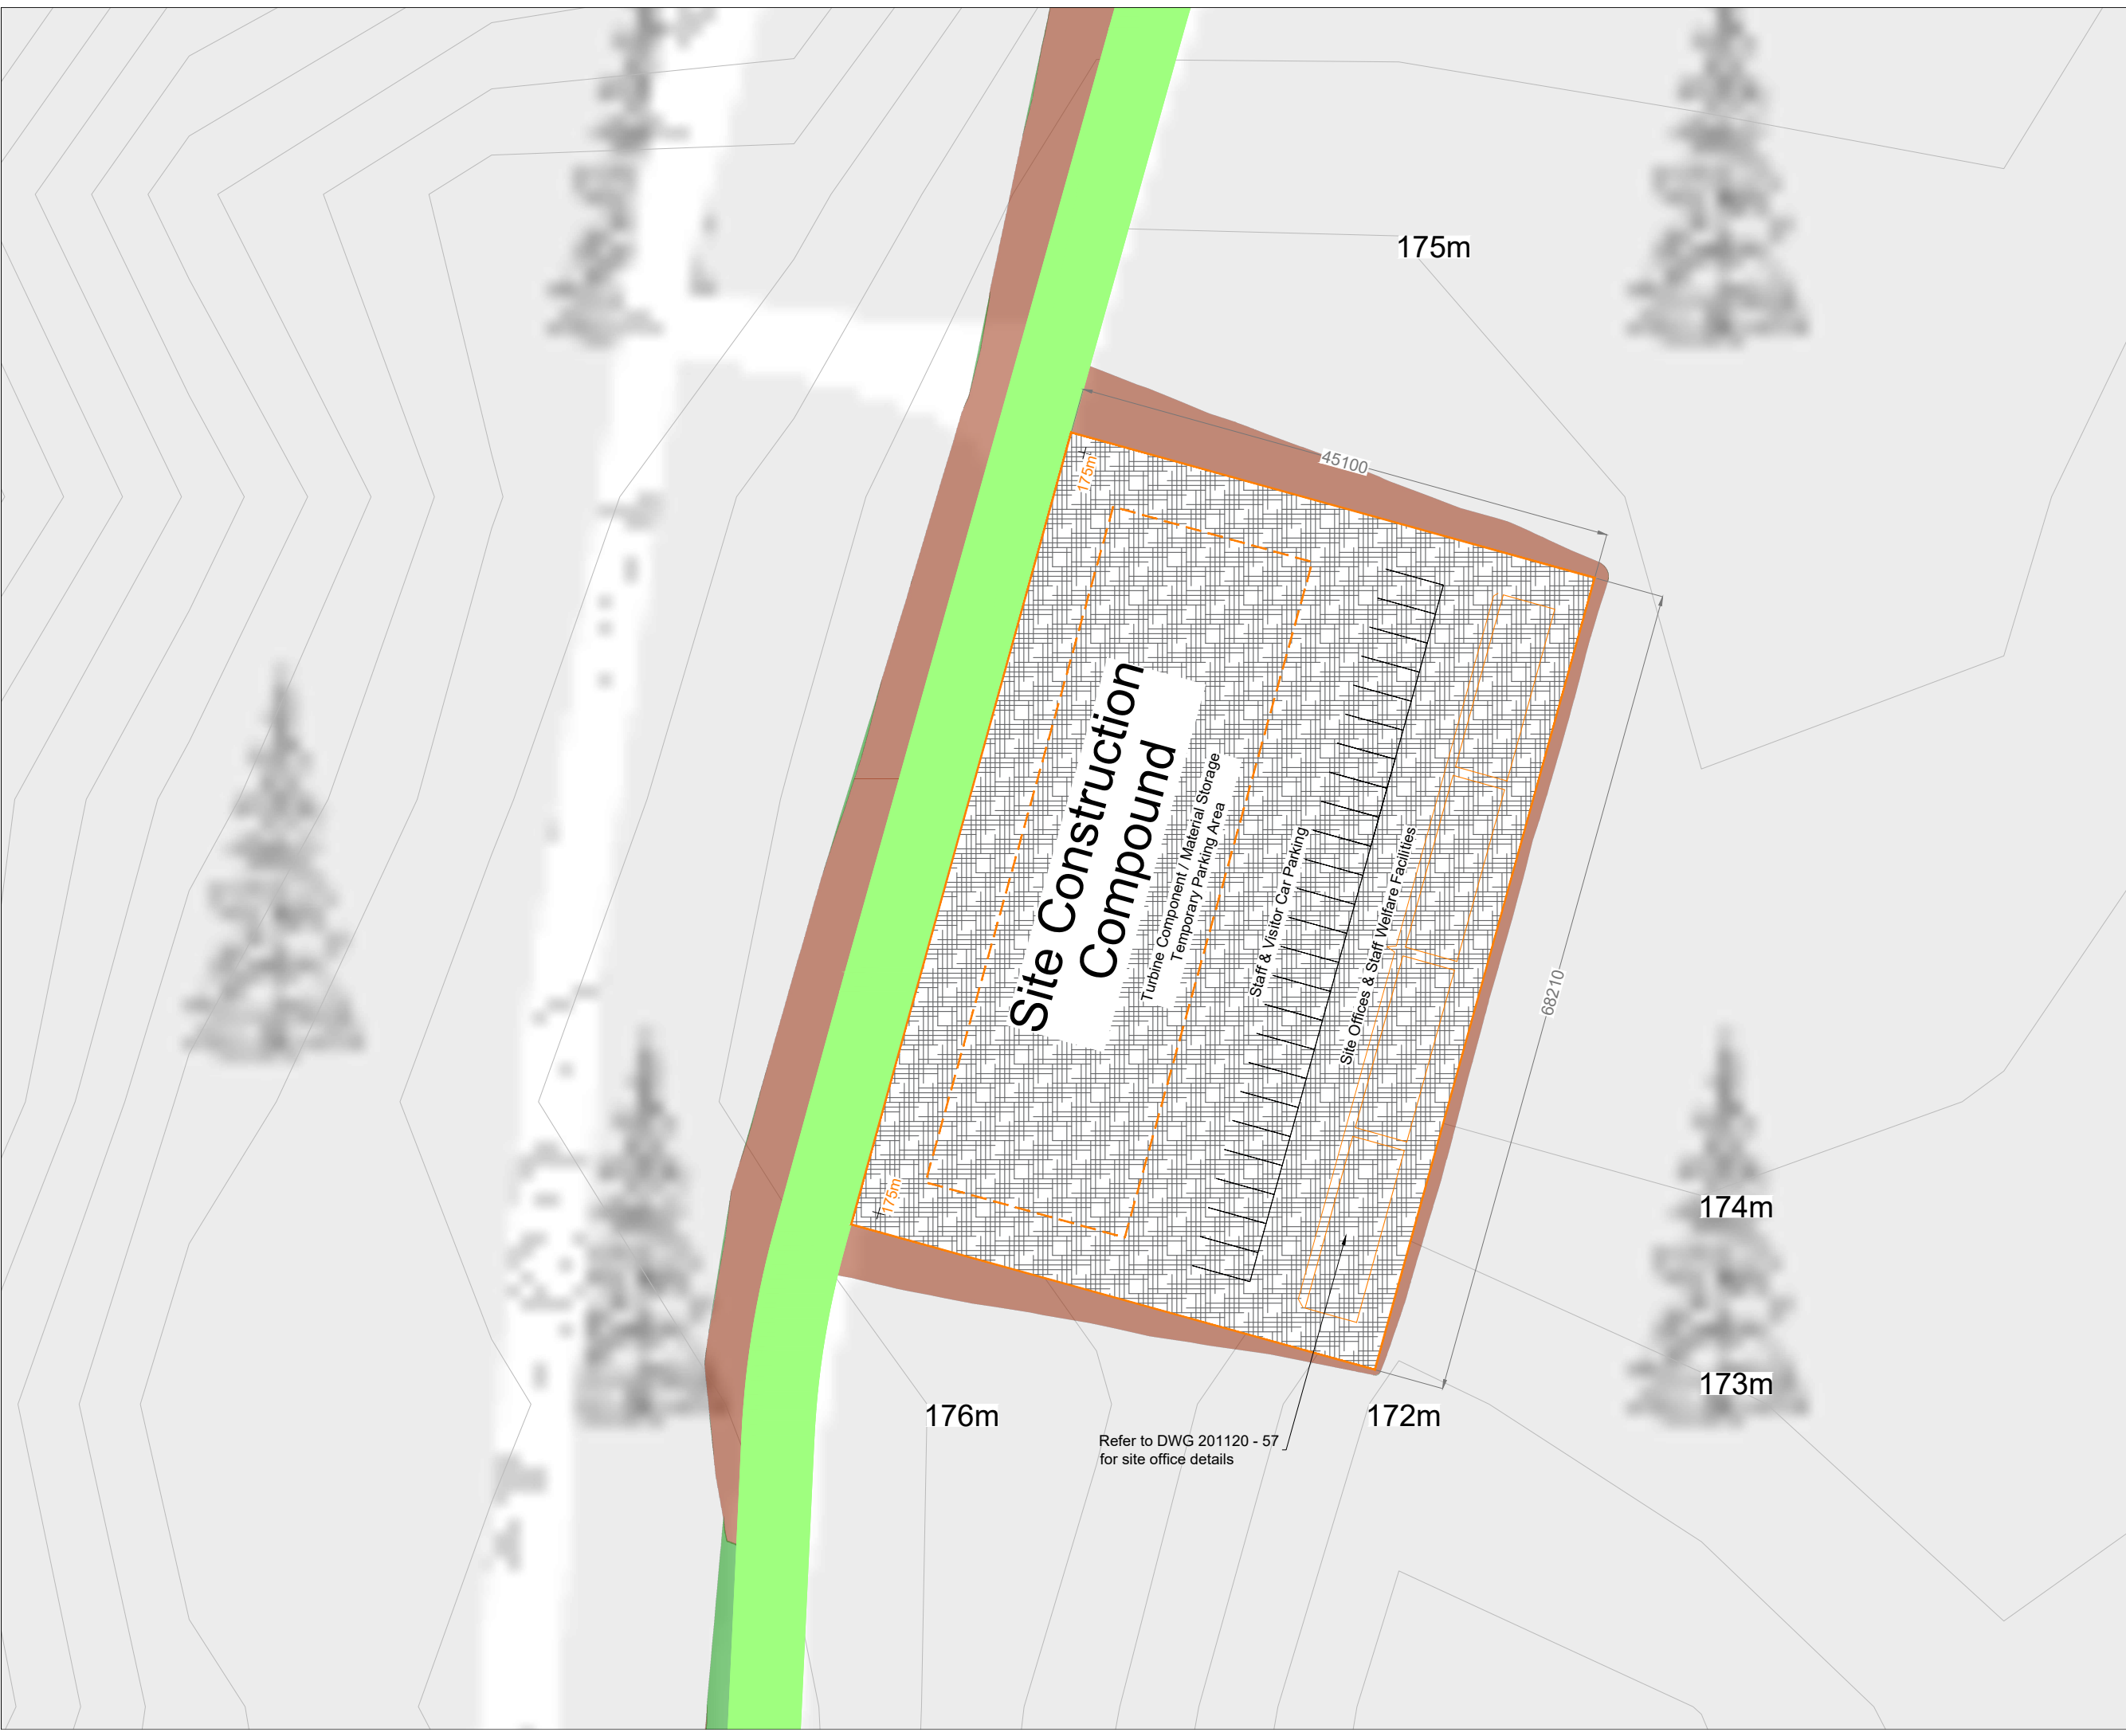 175m
45100
175m
Site Construction
Compound
Turbine Component / Material Storage
Temporary Parking Area
Staff & Visitor Car Parking
Site Offices & Staff Welfare Facilities
68210
175m
174m
173m
176m
172m
Refer to DWG 201120 - 57
for site office details